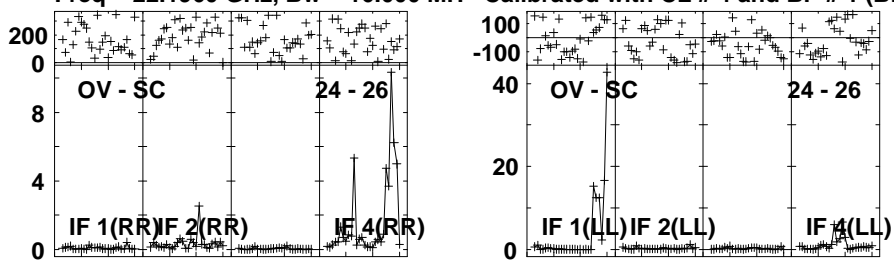 Calibrated with CL # 1 and BP # 1
200
0
OV - SC 24 - 26
8
4
0
IF 1(RR) IF 2(RR) IF 4(RR)
100
-100
OV - SC 24 - 26
40
20
0
IF 1(LL) IF 2(LL) IF 4(LL)